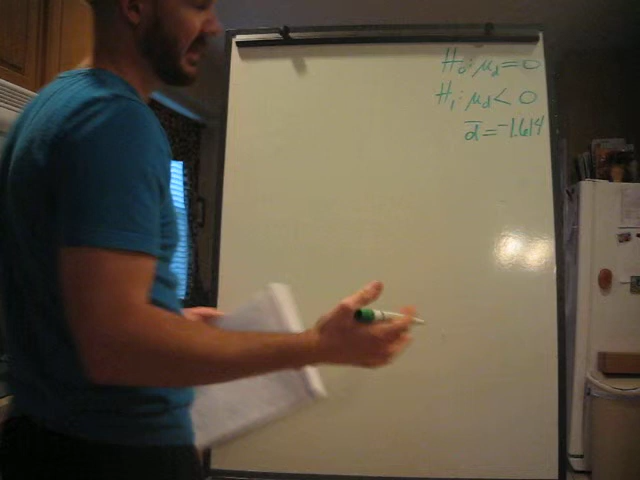 H₀: μd = 0
H₁: μd < 0
d̄ = -1.614